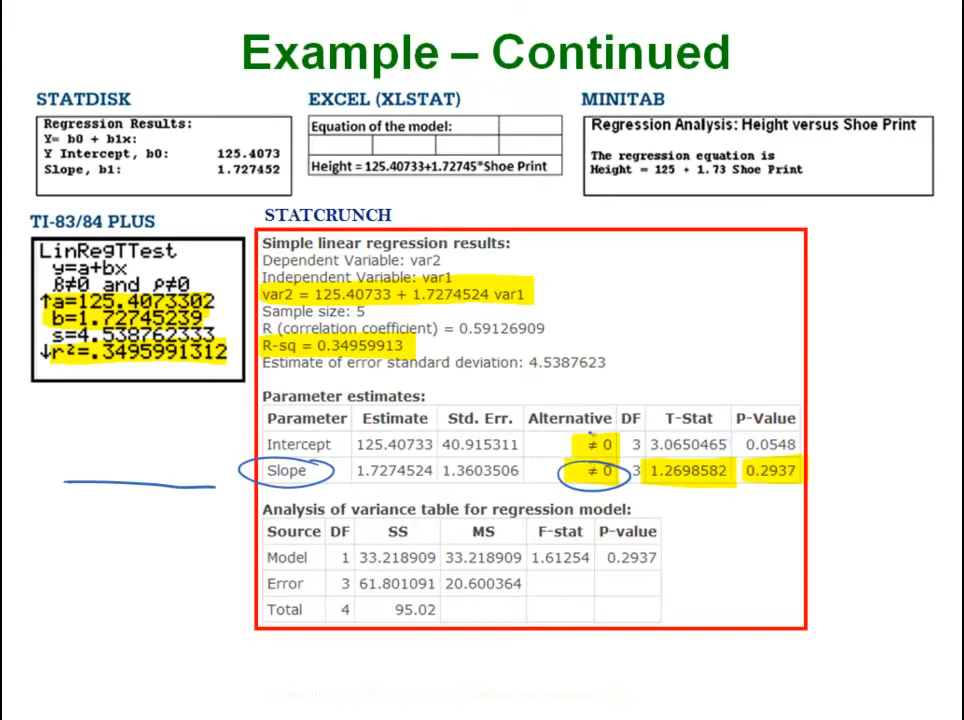 Example – Continued
STATDISK
Regression Results:
Y= b0 + b1x:
Y Intercept, b0: 125.4073
Slope, b1: 1.727452
EXCEL (XLSTAT)
Equation of the model:
Height = 125.40733+1.72745*Shoe Print
MINITAB
Regression Analysis: Height versus Shoe Print
The regression equation is
Height = 125 + 1.73 Shoe Print
TI-83/84 PLUS
LinRegTTest
y=a+bx
β≠0 and ρ≠0
↑a=125.4073302
b=1.72745239
s=4.538762333
↓r²=.3495991312
STATCRUNCH
Simple linear regression results:
Dependent Variable: var2
Independent Variable: var1
var2 = 125.40733 + 1.7274524 var1
Sample size: 5
R (correlation coefficient) = 0.59126909
R-sq = 0.34959913
Estimate of error standard deviation: 4.5387623
Parameter estimates:
Parameter Estimate Std. Err. Alternative DF T-Stat P-Value
Intercept 125.40733 40.915311 ≠ 0 3 3.0650465 0.0548
Slope 1.7274524 1.3603506 ≠ 0 3 1.2698582 0.2937
Analysis of variance table for regression model:
Source DF SS MS F-stat P-value
Model 1 33.218909 33.218909 1.61254 0.2937
Error 3 61.801091 20.600364
Total 4 95.02